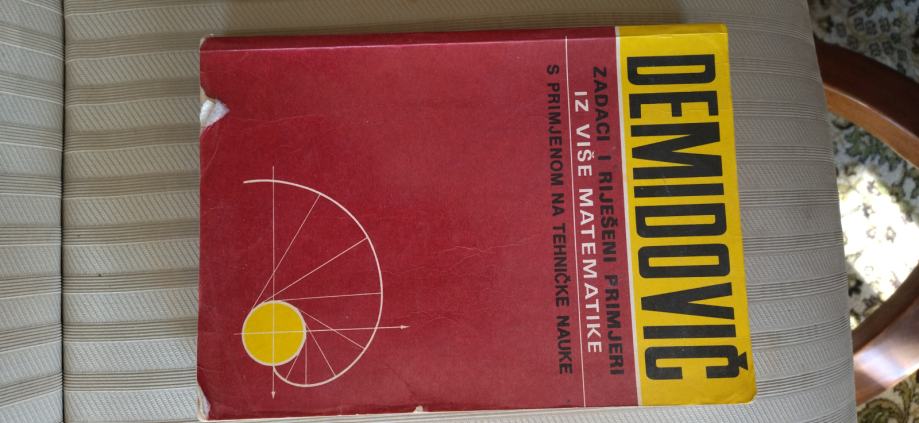 DEMIDOVIČ
ZADACI I RIJEŠENI PRIMJERI
IZ VIŠE MATEMATIKE
S PRIMJENOM NA TEHNIČKE NAUKE